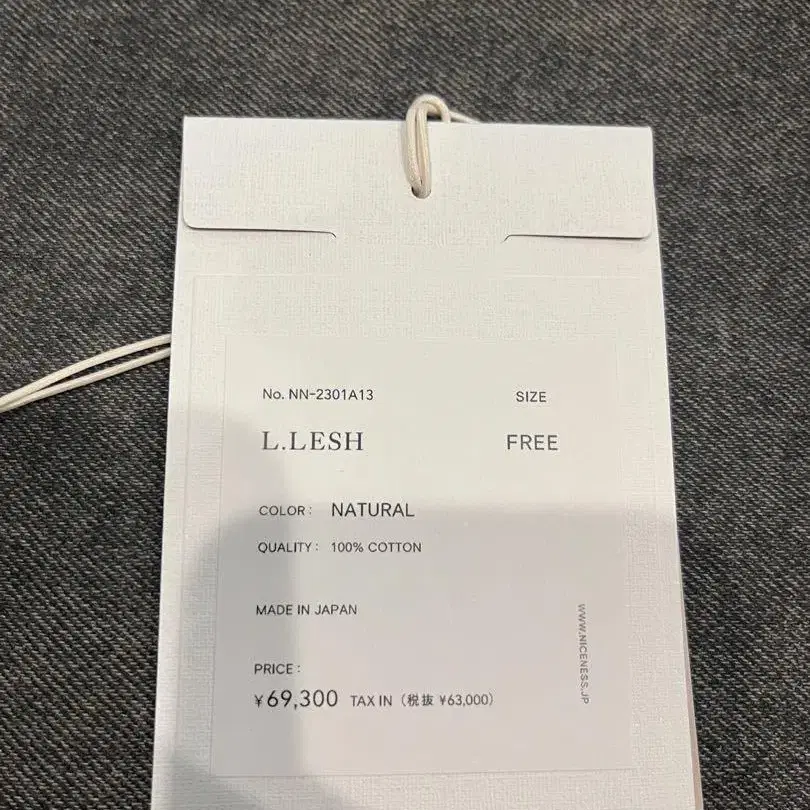 No. NN-2301A13 SIZE
L.LESH FREE
COLOR : NATURAL
QUALITY : 100% COTTON
MADE IN JAPAN
PRICE :
¥69,300 TAX IN (税抜 ¥63,000)
WWW.NICENESS.JP